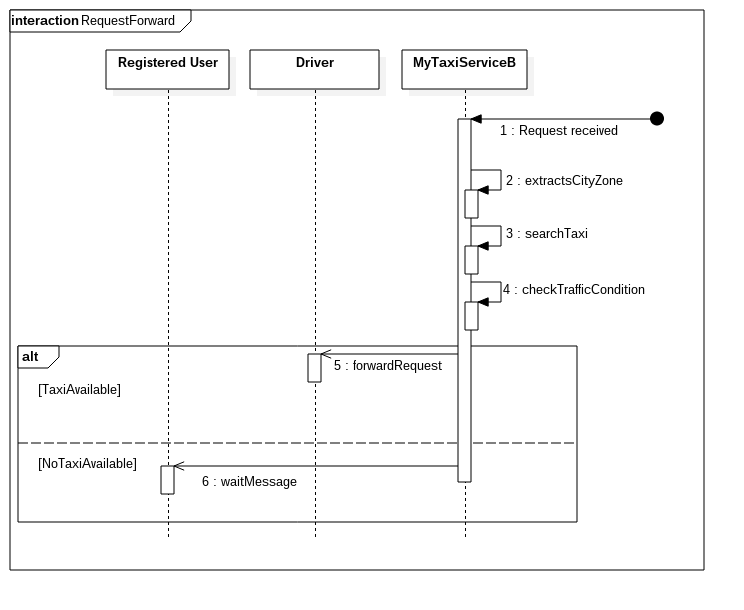 interaction RequestForward
Registered User
Driver
MyTaxiServiceB
1 : Request received
2 : extractsCityZone
3 : searchTaxi
4 : checkTrafficCondition
alt
5 : forwardRequest
[TaxiAvailable]
[NoTaxiAvailable]
6 : waitMessage